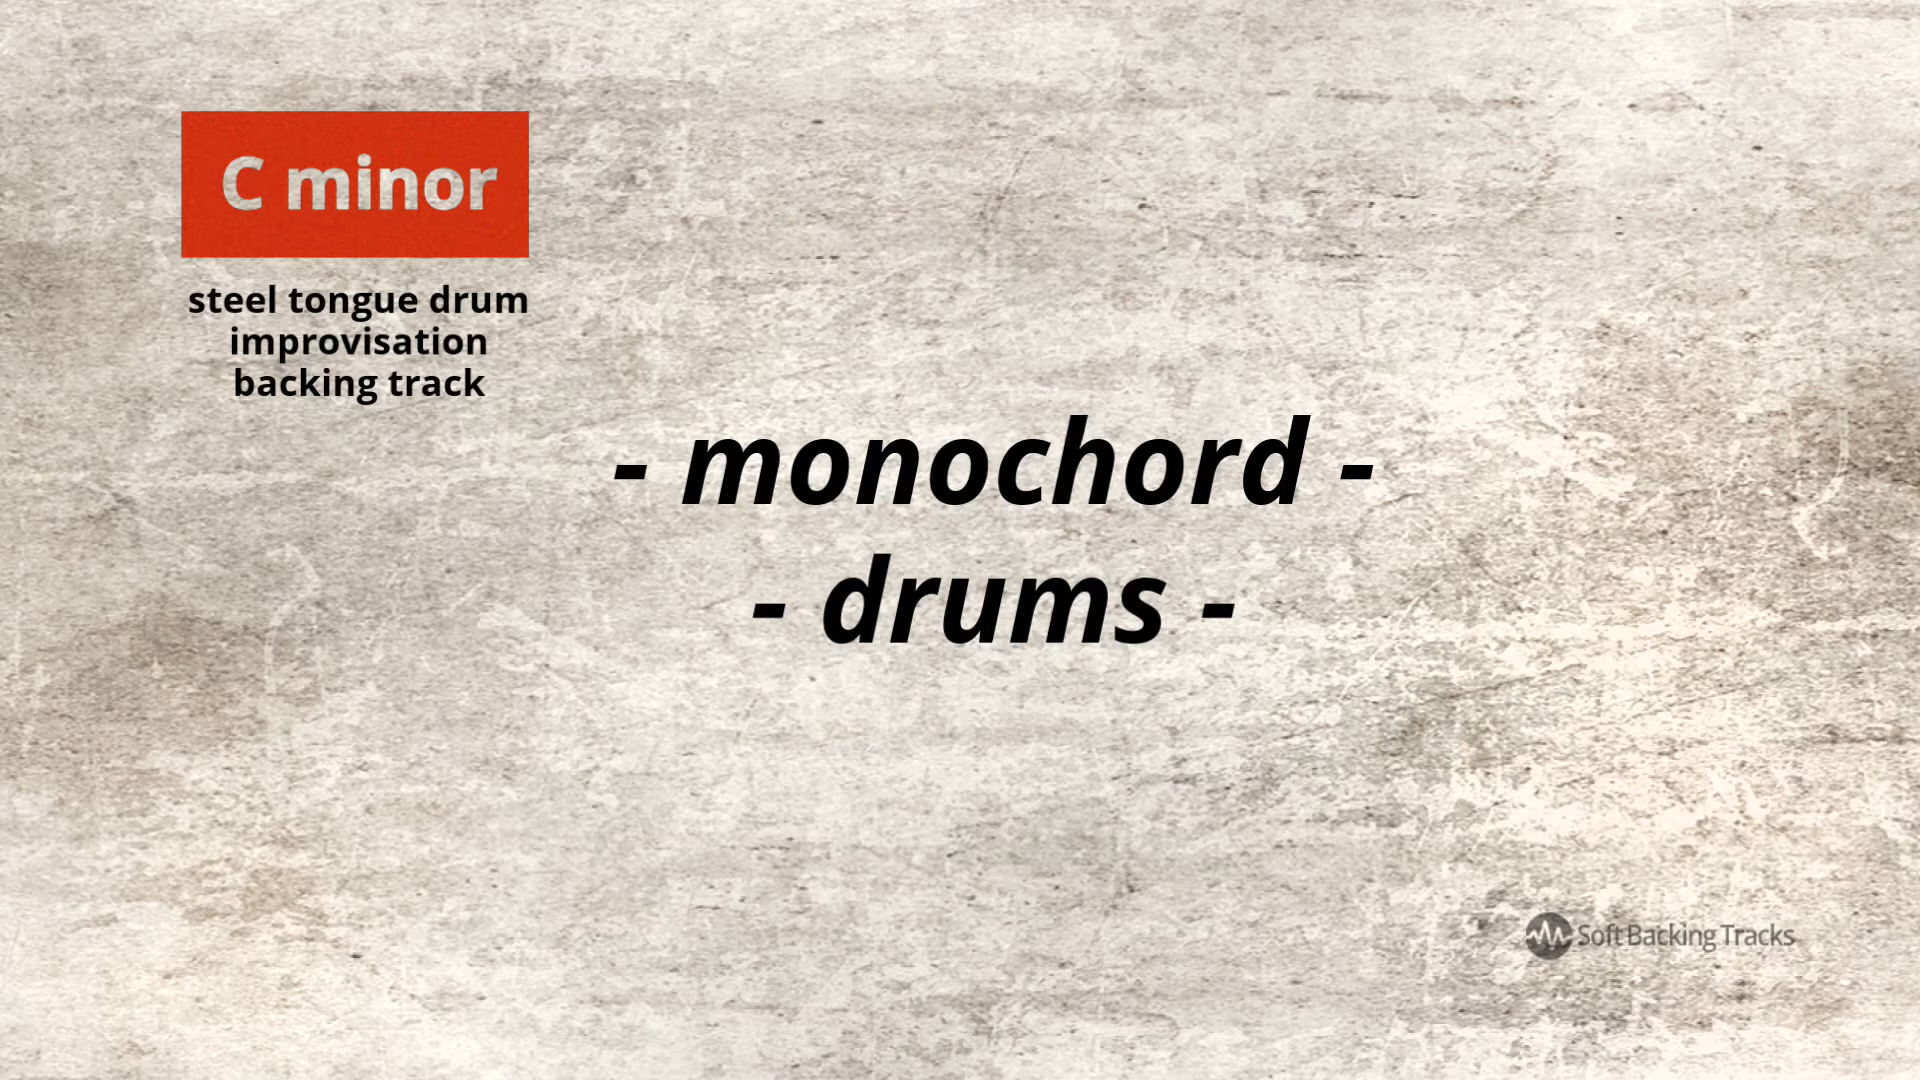 C minor
steel tongue drum
improvisation
backing track
- monochord -
- drums -
Soft Backing Tracks